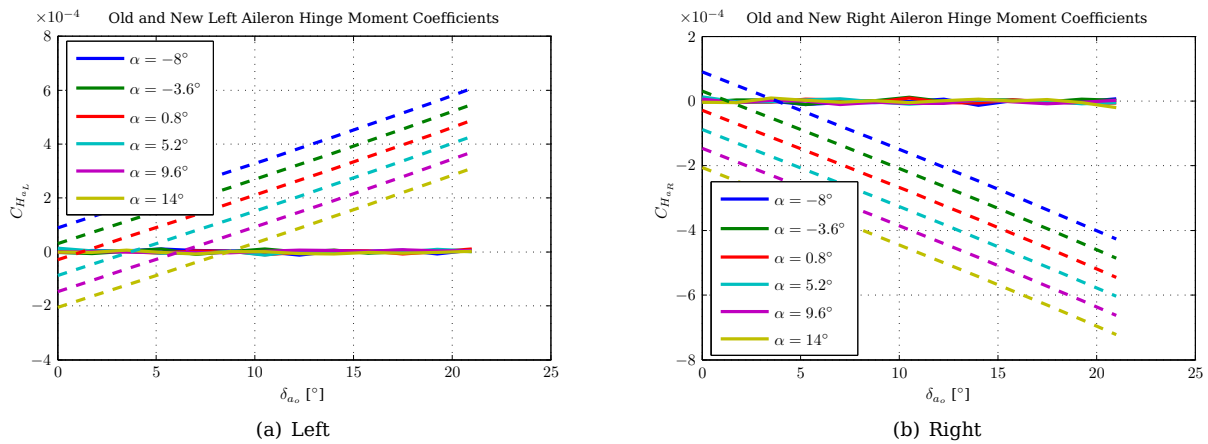 Old and New Left Aileron Hinge Moment Coefficients
×10⁻⁴
8
6
4
2
0
−2
−4
C_{H_{a_L}}
α = −8°
α = −3.6°
α = 0.8°
α = 5.2°
α = 9.6°
α = 14°
0 5 10 15 20 25
δ_{a_o} [°]
(a) Left
Old and New Right Aileron Hinge Moment Coefficients
×10⁻⁴
2
0
−2
−4
−6
−8
C_{H_{a_R}}
α = −8°
α = −3.6°
α = 0.8°
α = 5.2°
α = 9.6°
α = 14°
0 5 10 15 20 25
δ_{a_o} [°]
(b) Right